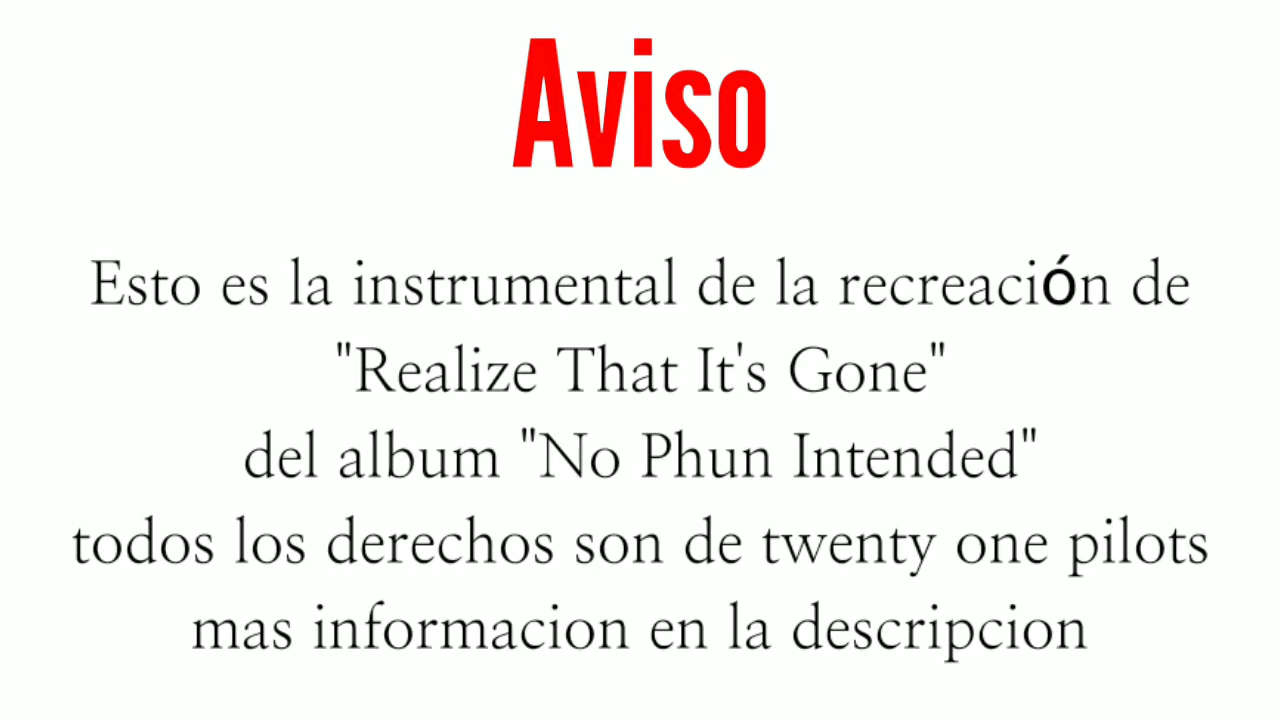 Aviso
Esto es la instrumental de la recreación de
"Realize That It's Gone"
del album "No Phun Intended"
todos los derechos son de twenty one pilots
mas informacion en la descripcion